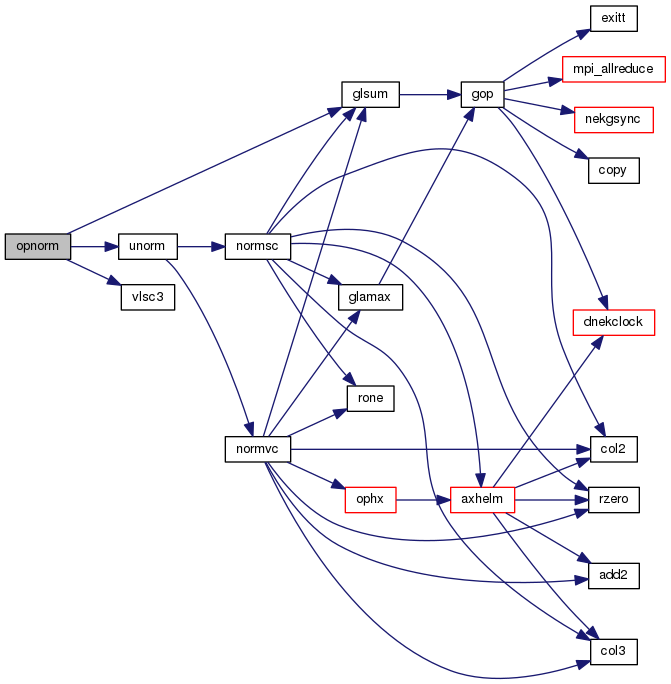 exitt
mpi_allreduce
glsum
gop
nekgsync
copy
opnorm
unorm
normsc
vlsc3
glamax
dnekclock
rone
normvc
col2
ophx
axhelm
rzero
add2
col3